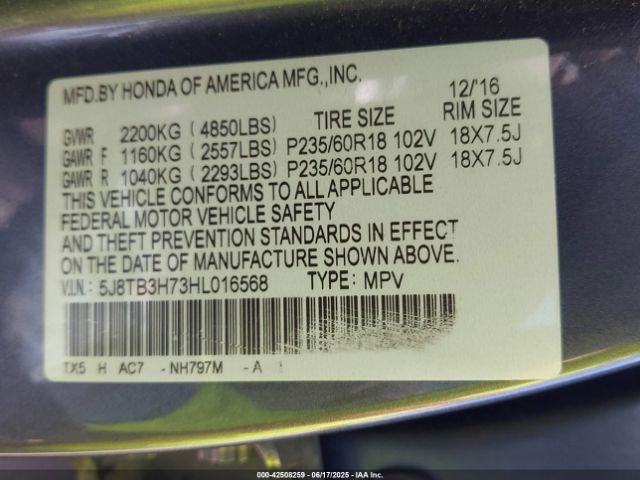 MFD.BY HONDA OF AMERICA MFG.,INC. 12/'16
TIRE SIZE RIM SIZE
GVWR 2200KG ( 4850LBS)
GAWR F 1160KG ( 2557LBS) P235/60R18 102V 18X7.5J
GAWR R 1040KG ( 2293LBS) P235/60R18 102V 18X7.5J
THIS VEHICLE CONFORMS TO ALL APPLICABLE
FEDERAL MOTOR VEHICLE SAFETY
AND THEFT PREVENTION STANDARDS IN EFFECT
ON THE DATE OF MANUFACTURE SHOWN ABOVE.
V.I.N.: 5J8TB3H73HL016568 TYPE: MPV
TX5 H AC7 -NH797M -A
000-42508259 - 06/17/2025 - IAA Inc.